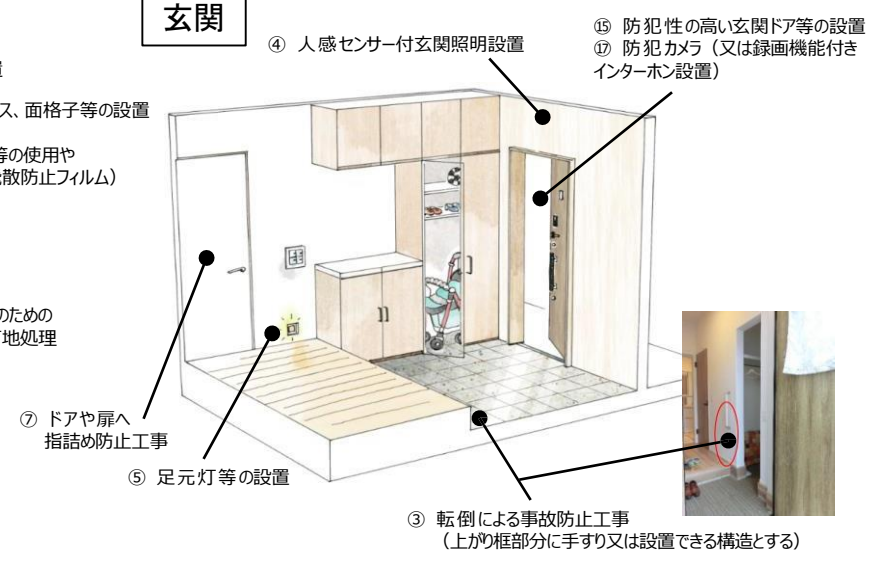 玄関
④ 人感センサー付玄関照明設置
⑮ 防犯性の高い玄関ドア等の設置
⑰ 防犯カメラ（又は録画機能付き
インターホン設置）
ス、面格子等の設置
等の使用や
散防止フィルム）
のための
地処理
⑦ ドアや扉へ
指詰め防止工事
⑤ 足元灯等の設置
③ 転倒による事故防止工事
（上がり框部分に手すり又は設置できる構造とする）